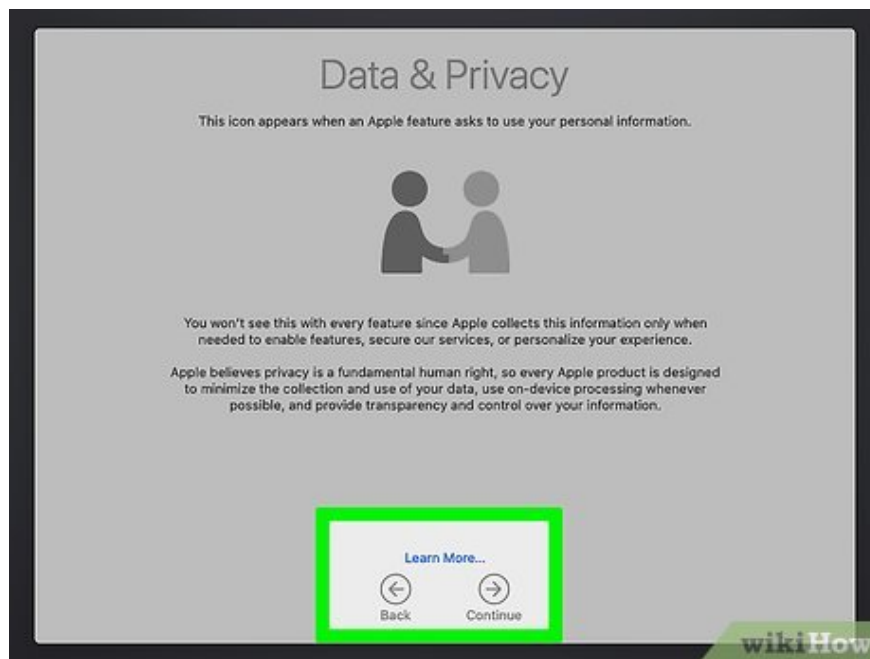 Data & Privacy
This icon appears when an Apple feature asks to use your personal information.
You won't see this with every feature since Apple collects this information only when
needed to enable features, secure our services, or personalize your experience.
Apple believes privacy is a fundamental human right, so every Apple product is designed
to minimize the collection and use of your data, use on-device processing whenever
possible, and provide transparency and control over your information.
Learn More...
Back
Continue
wikiHow